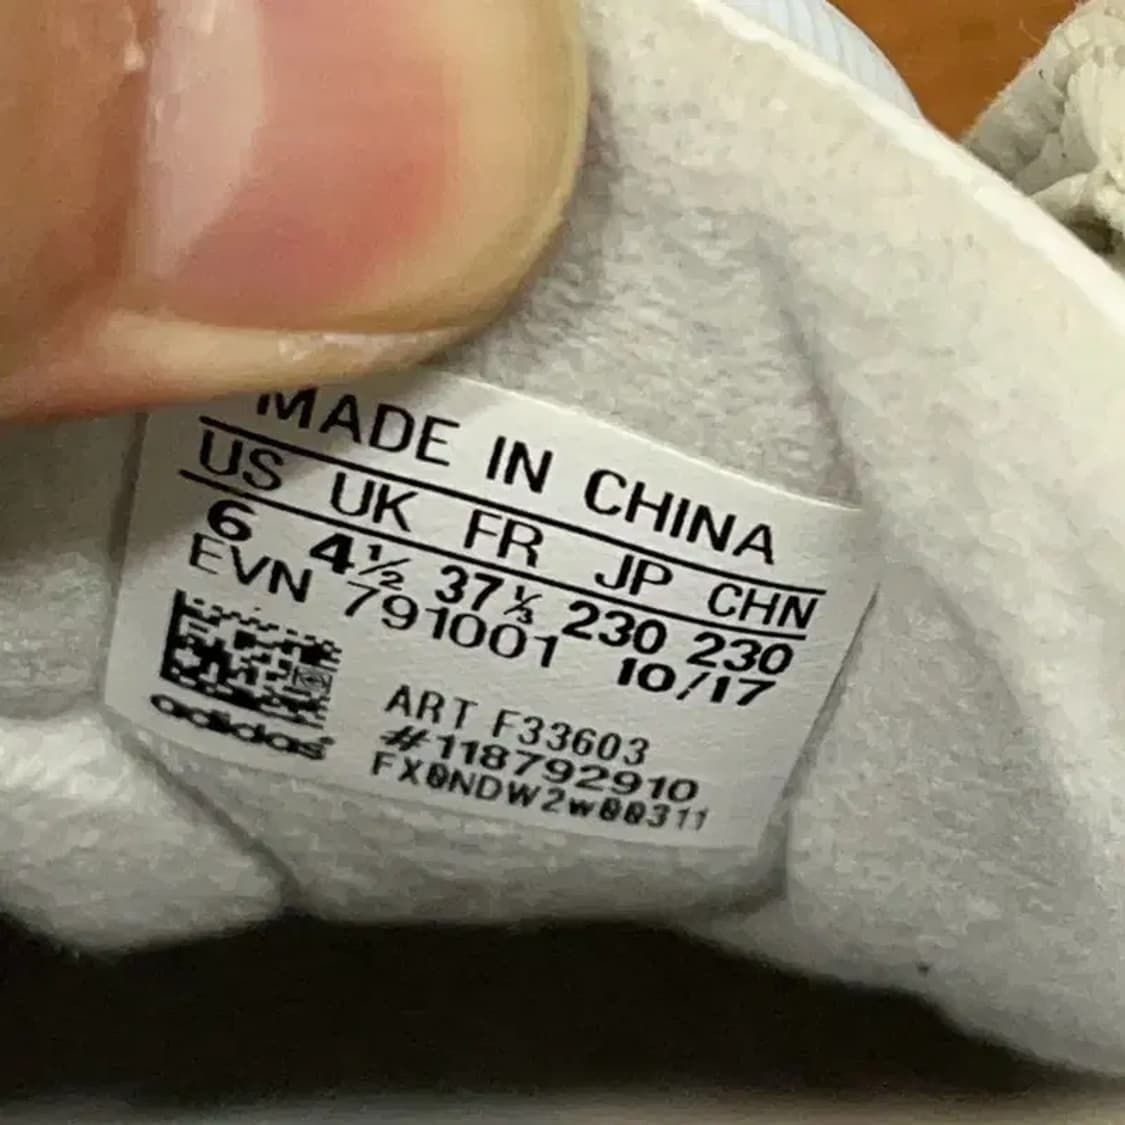 MADE IN CHINA
US UK FR JP CHN
6 4½ 37⅓ 230 230
EVN 791001 10/17
ART F33603
#118792910
FX0NDW2W00311
adidas